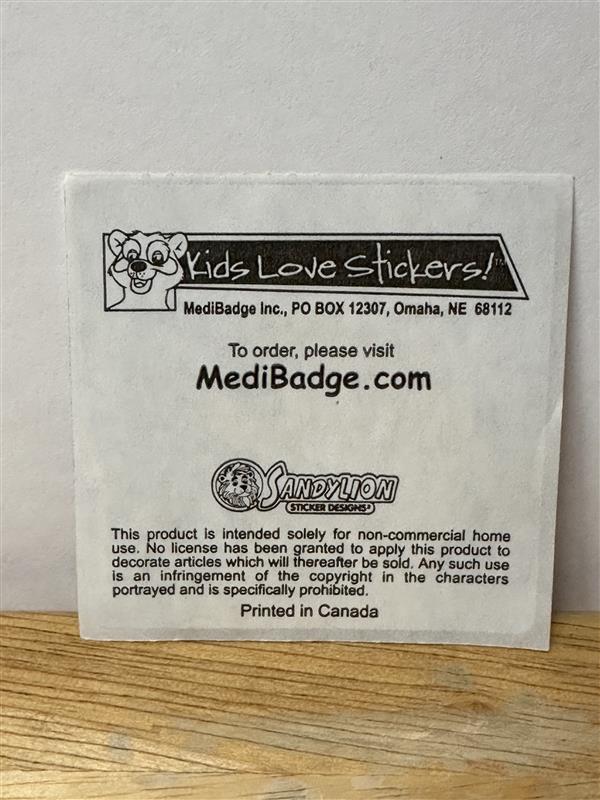 Kids Love Stickers!™
MediBadge Inc., PO BOX 12307, Omaha, NE 68112
To order, please visit
MediBadge.com
SANDYLION
STICKER DESIGNS®
This product is intended solely for non-commercial home
use. No license has been granted to apply this product to
decorate articles which will thereafter be sold. Any such use
is an infringement of the copyright in the characters
portrayed and is specifically prohibited.
Printed in Canada